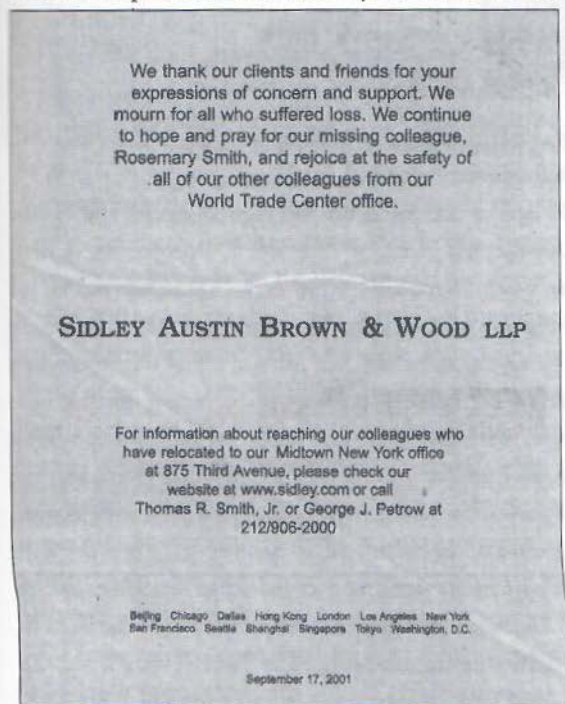 We thank our clients and friends for your
expressions of concern and support. We
mourn for all who suffered loss. We continue
to hope and pray for our missing colleague,
Rosemary Smith, and rejoice at the safety of
all of our other colleagues from our
World Trade Center office.
SIDLEY AUSTIN BROWN & WOOD LLP
For information about reaching our colleagues who
have relocated to our Midtown New York office
at 875 Third Avenue, please check our
website at www.sidley.com or call
Thomas R. Smith, Jr. or George J. Petrow at
212/906-2000
Beijing Chicago Dallas Hong Kong London Los Angeles New York
San Francisco Seattle Shanghai Singapore Tokyo Washington, D.C.
September 17, 2001